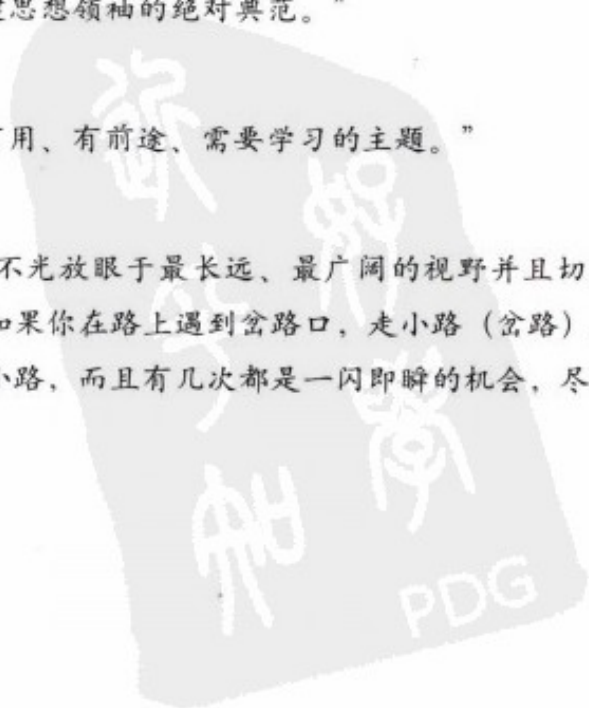 思想领袖的绝对典范。”
用、有前途、需要学习的主题。”
不光放眼于最长远、最广阔的视野并且切
如果你在路上遇到岔路口，走小路（岔路）
小路，而且有几次都是一闪即瞬的机会，尽
PDG